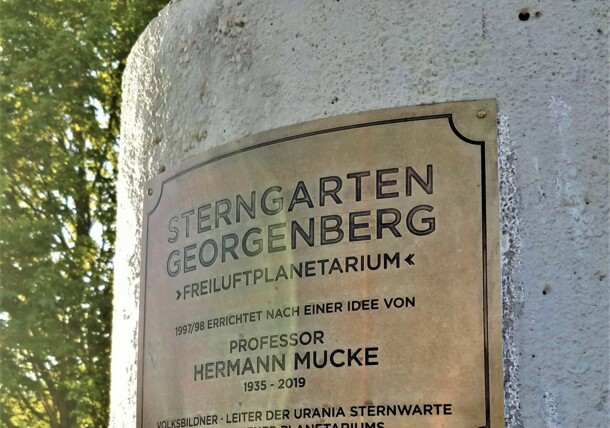 STERNGARTEN
GEORGENBERG
›FREILUFTPLANETARIUM‹
1997/98 ERRICHTET NACH EINER IDEE VON
PROFESSOR
HERMANN MUCKE
1935 - 2019
VOLKSBILDNER · LEITER DER URANIA STERNWARTE
PLANETARIUMS